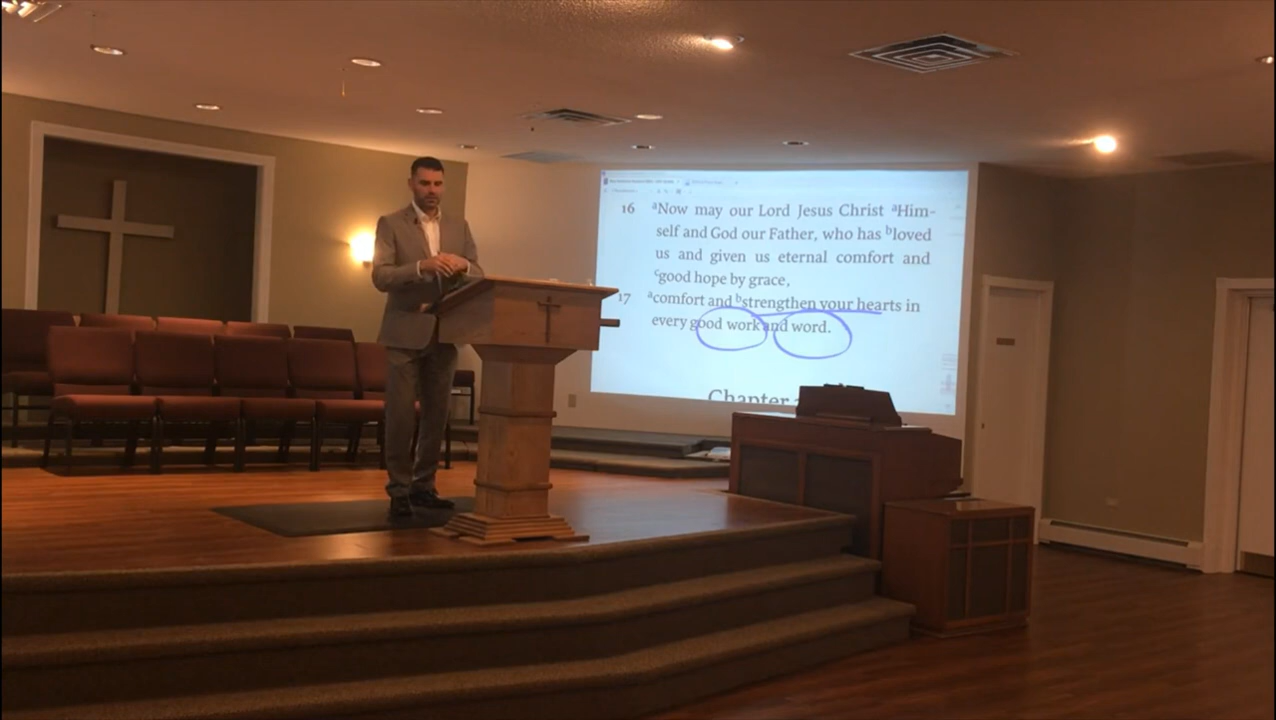 16 aNow may our Lord Jesus Christ aHim-
self and God our Father, who has bloved
us and given us eternal comfort and
cgood hope by grace,
17 acomfort and bstrengthen your hearts in
every good work and word.
Chapter